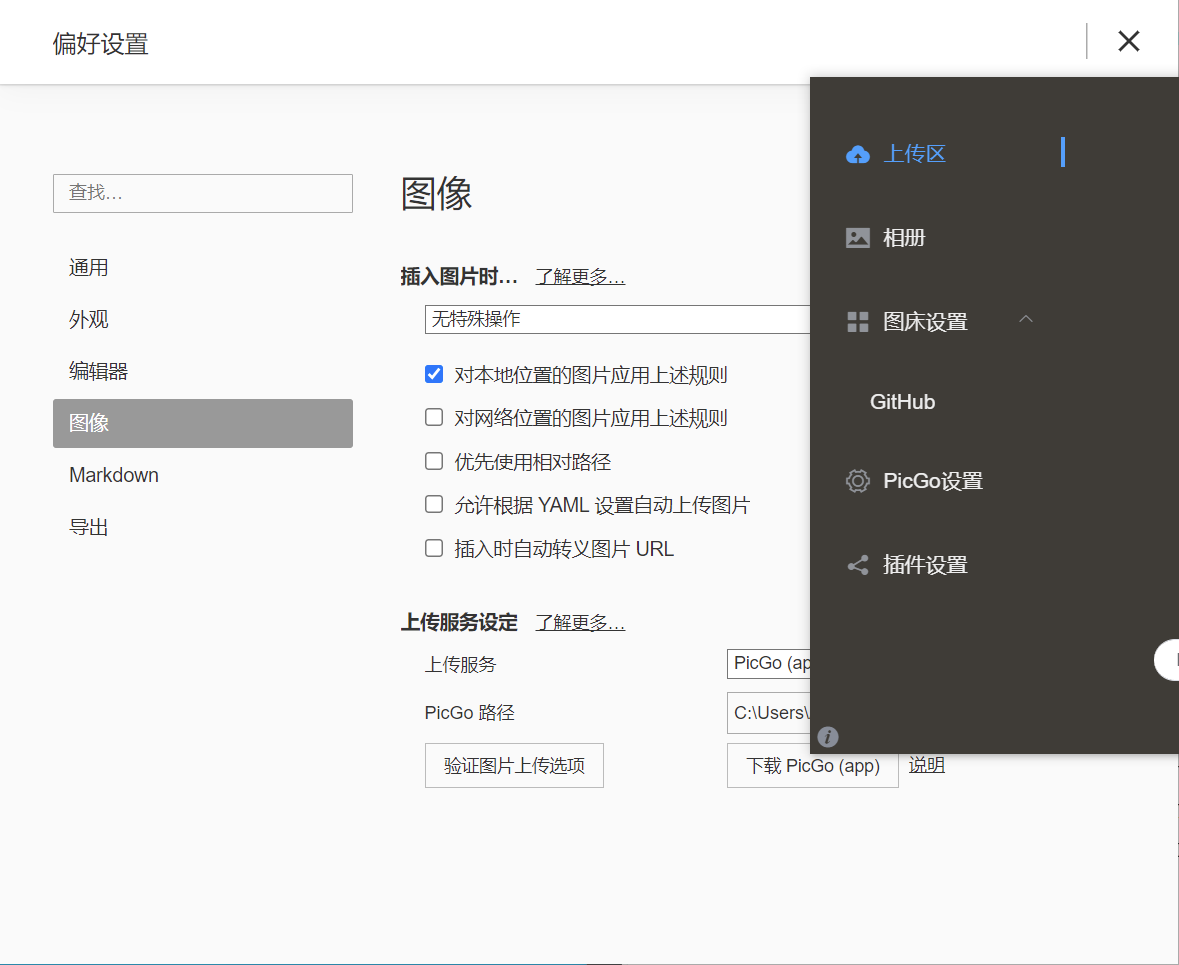 偏好设置
查找…
通用
外观
编辑器
图像
Markdown
导出
图像
插入图片时… 了解更多…
无特殊操作
对本地位置的图片应用上述规则
对网络位置的图片应用上述规则
优先使用相对路径
允许根据 YAML 设置自动上传图片
插入时自动转义图片 URL
上传服务设定 了解更多…
上传服务 PicGo (ap
PicGo 路径 C:\Users\
验证图片上传选项 下载 PicGo (app) 说明
上传区
相册
图床设置
GitHub
PicGo设置
插件设置